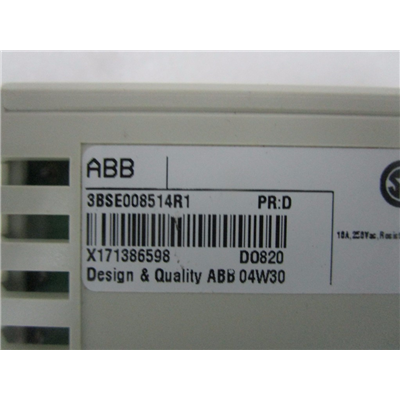 ABB
3BSE008514R1 PR:D
X171386598 DO820
Design & Quality ABB 04W30